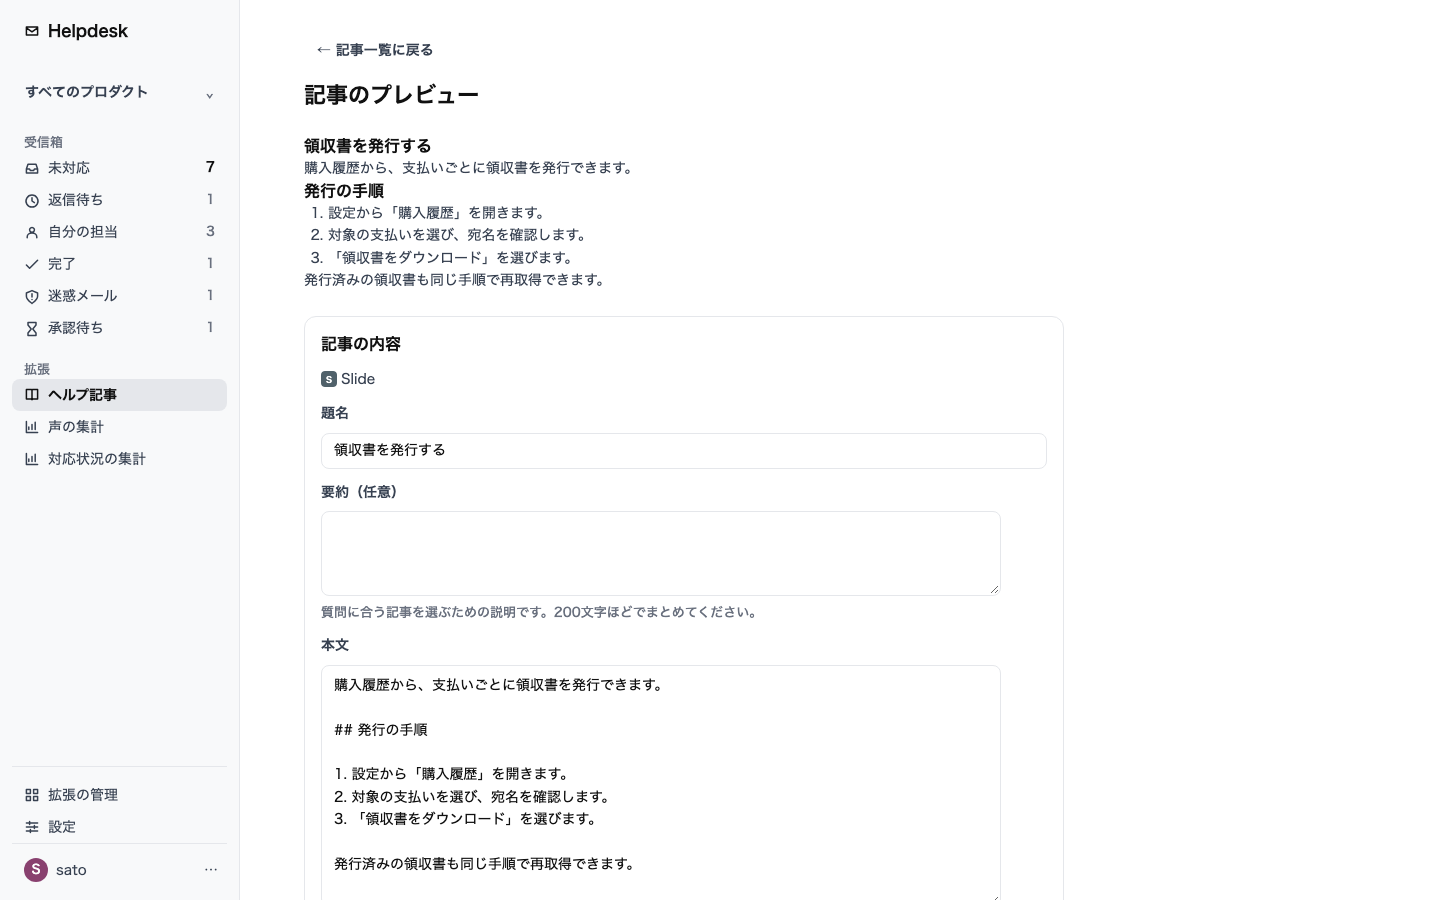 Helpdesk
すべてのプロダクト
受信箱
未対応 7
返信待ち 1
自分の担当 3
完了 1
迷惑メール 1
承認待ち 1
拡張
ヘルプ記事
声の集計
対応状況の集計
拡張の管理
設定
S sato ...
← 記事一覧に戻る
記事のプレビュー
領収書を発行する
購入履歴から、支払いごとに領収書を発行できます。
発行の手順
1. 設定から「購入履歴」を開きます。
2. 対象の支払いを選び、宛名を確認します。
3. 「領収書をダウンロード」を選びます。
発行済みの領収書も同じ手順で再取得できます。
記事の内容
S Slide
題名
領収書を発行する
要約（任意）
質問に合う記事を選ぶための説明です。200文字ほどでまとめてください。
本文
購入履歴から、支払いごとに領収書を発行できます。
## 発行の手順
1. 設定から「購入履歴」を開きます。
2. 対象の支払いを選び、宛名を確認します。
3. 「領収書をダウンロード」を選びます。
発行済みの領収書も同じ手順で再取得できます。